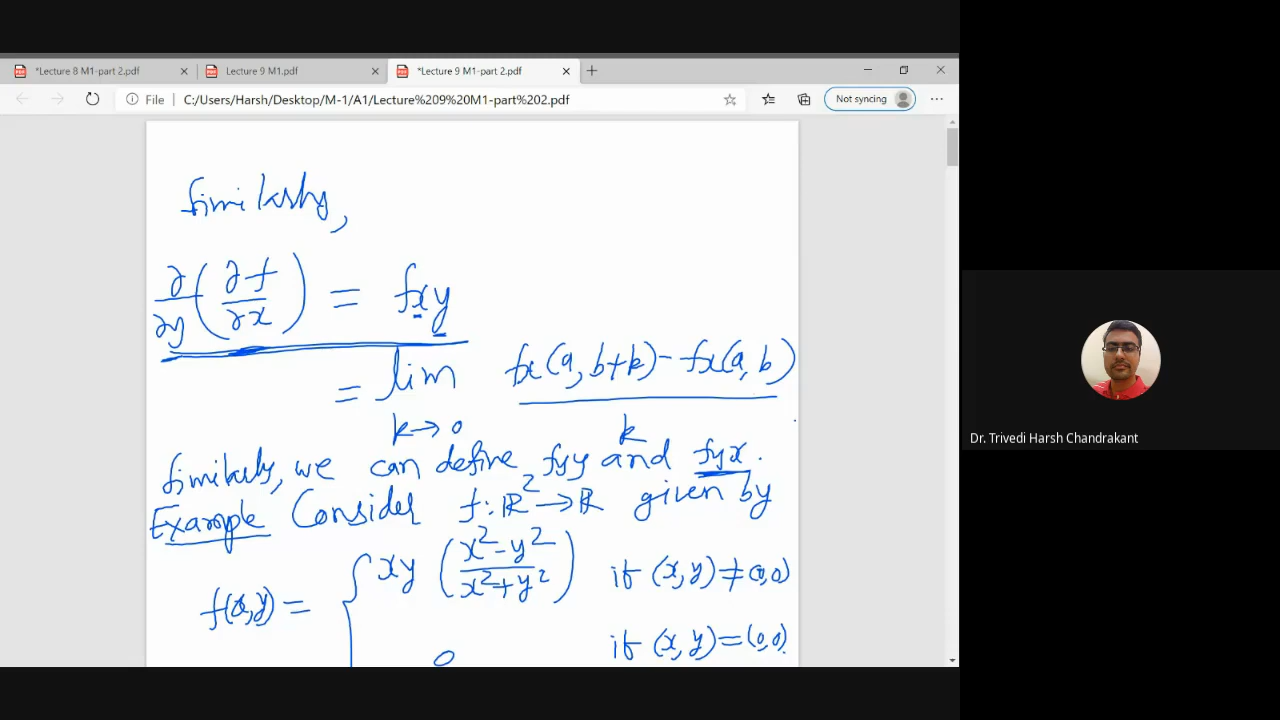 *Lecture 8 M1-part 2.pdf
Lecture 9 M1.pdf
*Lecture 9 M1-part 2.pdf
File | C:/Users/Harsh/Desktop/M-1/A1/Lecture%209%20M1-part%202.pdf
Not syncing
Similarly,
∂/∂y (∂f/∂x) = fxy
= lim k→0 (fx(a, b+k) - fx(a, b))/k
Similarly, we can define fyy and fyx.
Example Consider f: ℝ² → ℝ given by
f(x,y) = { xy ((x² - y²)/(x² + y²)) if (x, y) ≠ (0,0)
0 if (x, y) = (0,0)
Dr. Trivedi Harsh Chandrakant